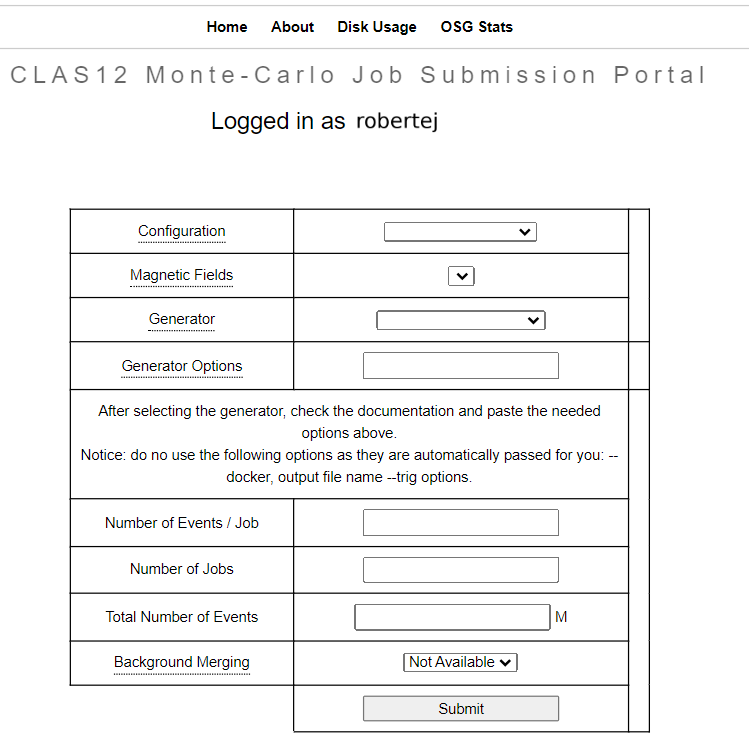 Home About Disk Usage OSG Stats
CLAS12 Monte-Carlo Job Submission Portal
Logged in as robertej
Configuration
Magnetic Fields
Generator
Generator Options
After selecting the generator, check the documentation and paste the needed
options above.
Notice: do no use the following options as they are automatically passed for you: --
docker, output file name --trig options.
Number of Events / Job
Number of Jobs
Total Number of Events M
Background Merging Not Available
Submit